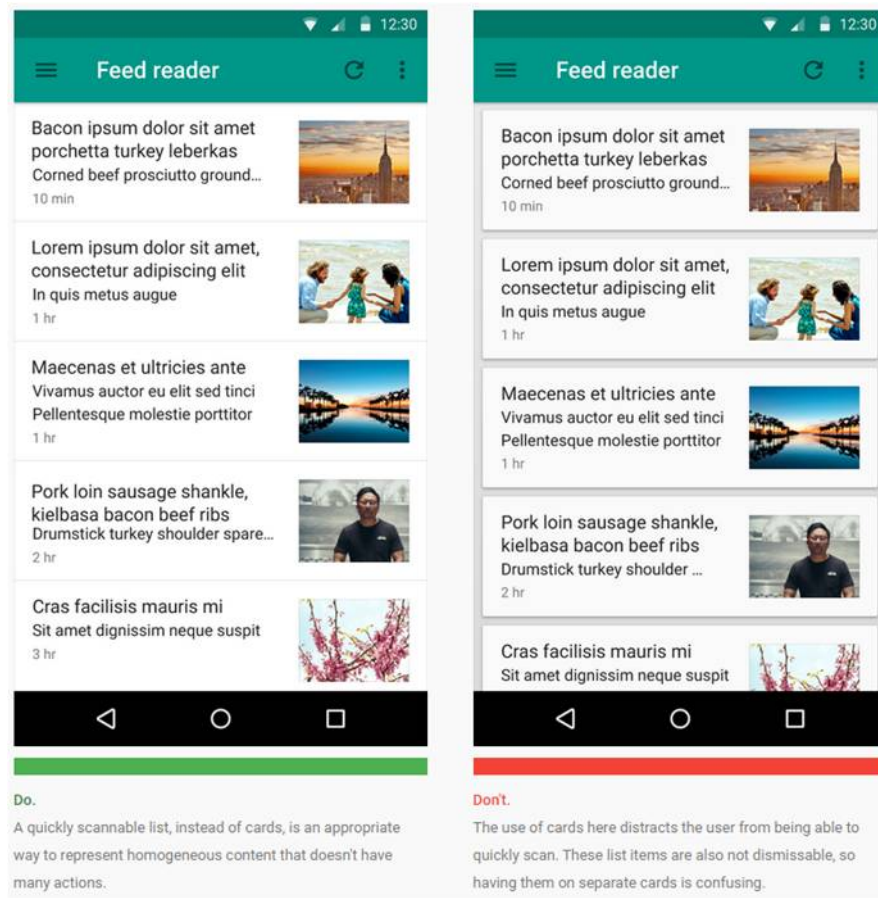 12:30
Feed reader
Bacon ipsum dolor sit amet
porchetta turkey leberkas
Corned beef prosciutto ground...
10 min
Lorem ipsum dolor sit amet,
consectetur adipiscing elit
In quis metus augue
1 hr
Maecenas et ultricies ante
Vivamus auctor eu elit sed tinci
Pellentesque molestie porttitor
1 hr
Pork loin sausage shankle,
kielbasa bacon beef ribs
Drumstick turkey shoulder spare...
2 hr
Cras facilisis mauris mi
Sit amet dignissim neque suspit
3 hr
Do.
A quickly scannable list, instead of cards, is an appropriate
way to represent homogeneous content that doesn't have
many actions.
12:30
Feed reader
Bacon ipsum dolor sit amet
porchetta turkey leberkas
Corned beef prosciutto ground...
10 min
Lorem ipsum dolor sit amet,
consectetur adipiscing elit
In quis metus augue
1 hr
Maecenas et ultricies ante
Vivamus auctor eu elit sed tinci
Pellentesque molestie porttitor
1 hr
Pork loin sausage shankle,
kielbasa bacon beef ribs
Drumstick turkey shoulder ...
2 hr
Cras facilisis mauris mi
Sit amet dignissim neque suspit
Don't.
The use of cards here distracts the user from being able to
quickly scan. These list items are also not dismissable, so
having them on separate cards is confusing.